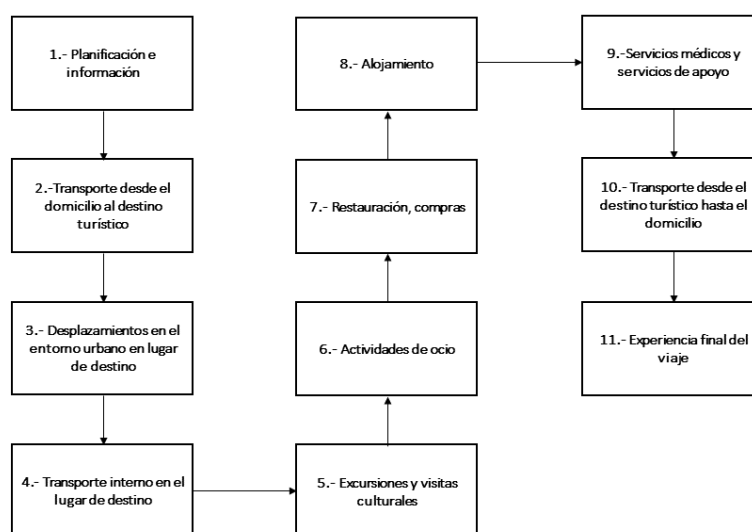 1.- Planificación e
información
2.-Transporte desde el
domicilio al destino
turístico
3.- Desplazamientos en el
entorno urbano en lugar
de destino
4.- Transporte interno en el
lugar de destino
5.- Excursiones y visitas
culturales
6.- Actividades de ocio
7.- Restauración, compras
8.- Alojamiento
9.-Servicios médicos y
servicios de apoyo
10.- Transporte desde el
destino turístico hasta el
domicilio
11.- Experiencia final del
viaje